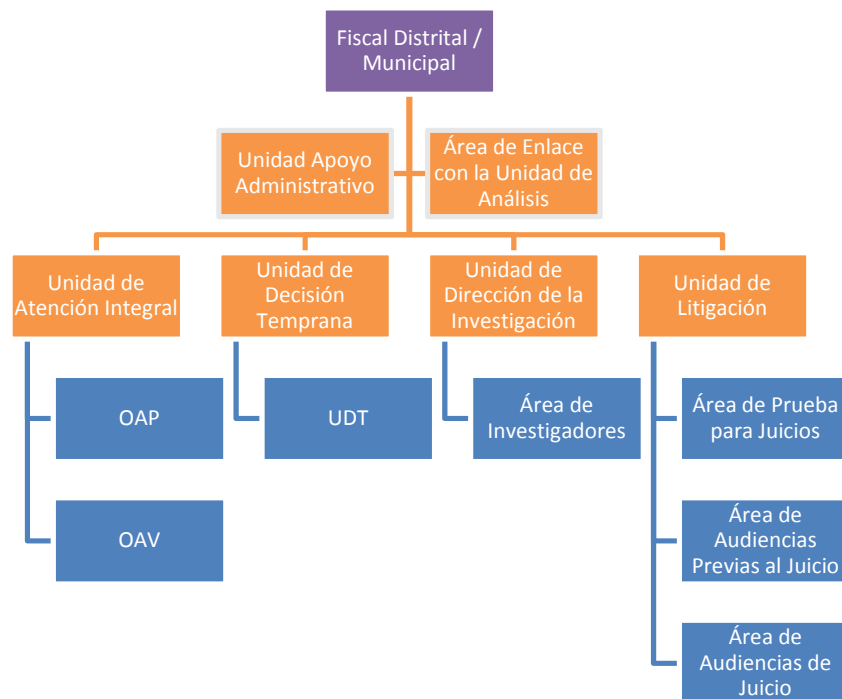 Fiscal Distrital /
Municipal
Unidad Apoyo
Administrativo
Área de Enlace
con la Unidad de
Análisis
Unidad de
Atención Integral
Unidad de
Decisión
Temprana
Unidad de
Dirección de la
Investigación
Unidad de
Litigación
OAP
UDT
Área de
Investigadores
Área de Prueba
para Juicios
OAV
Área de
Audiencias
Previas al Juicio
Área de
Audiencias de
Juicio